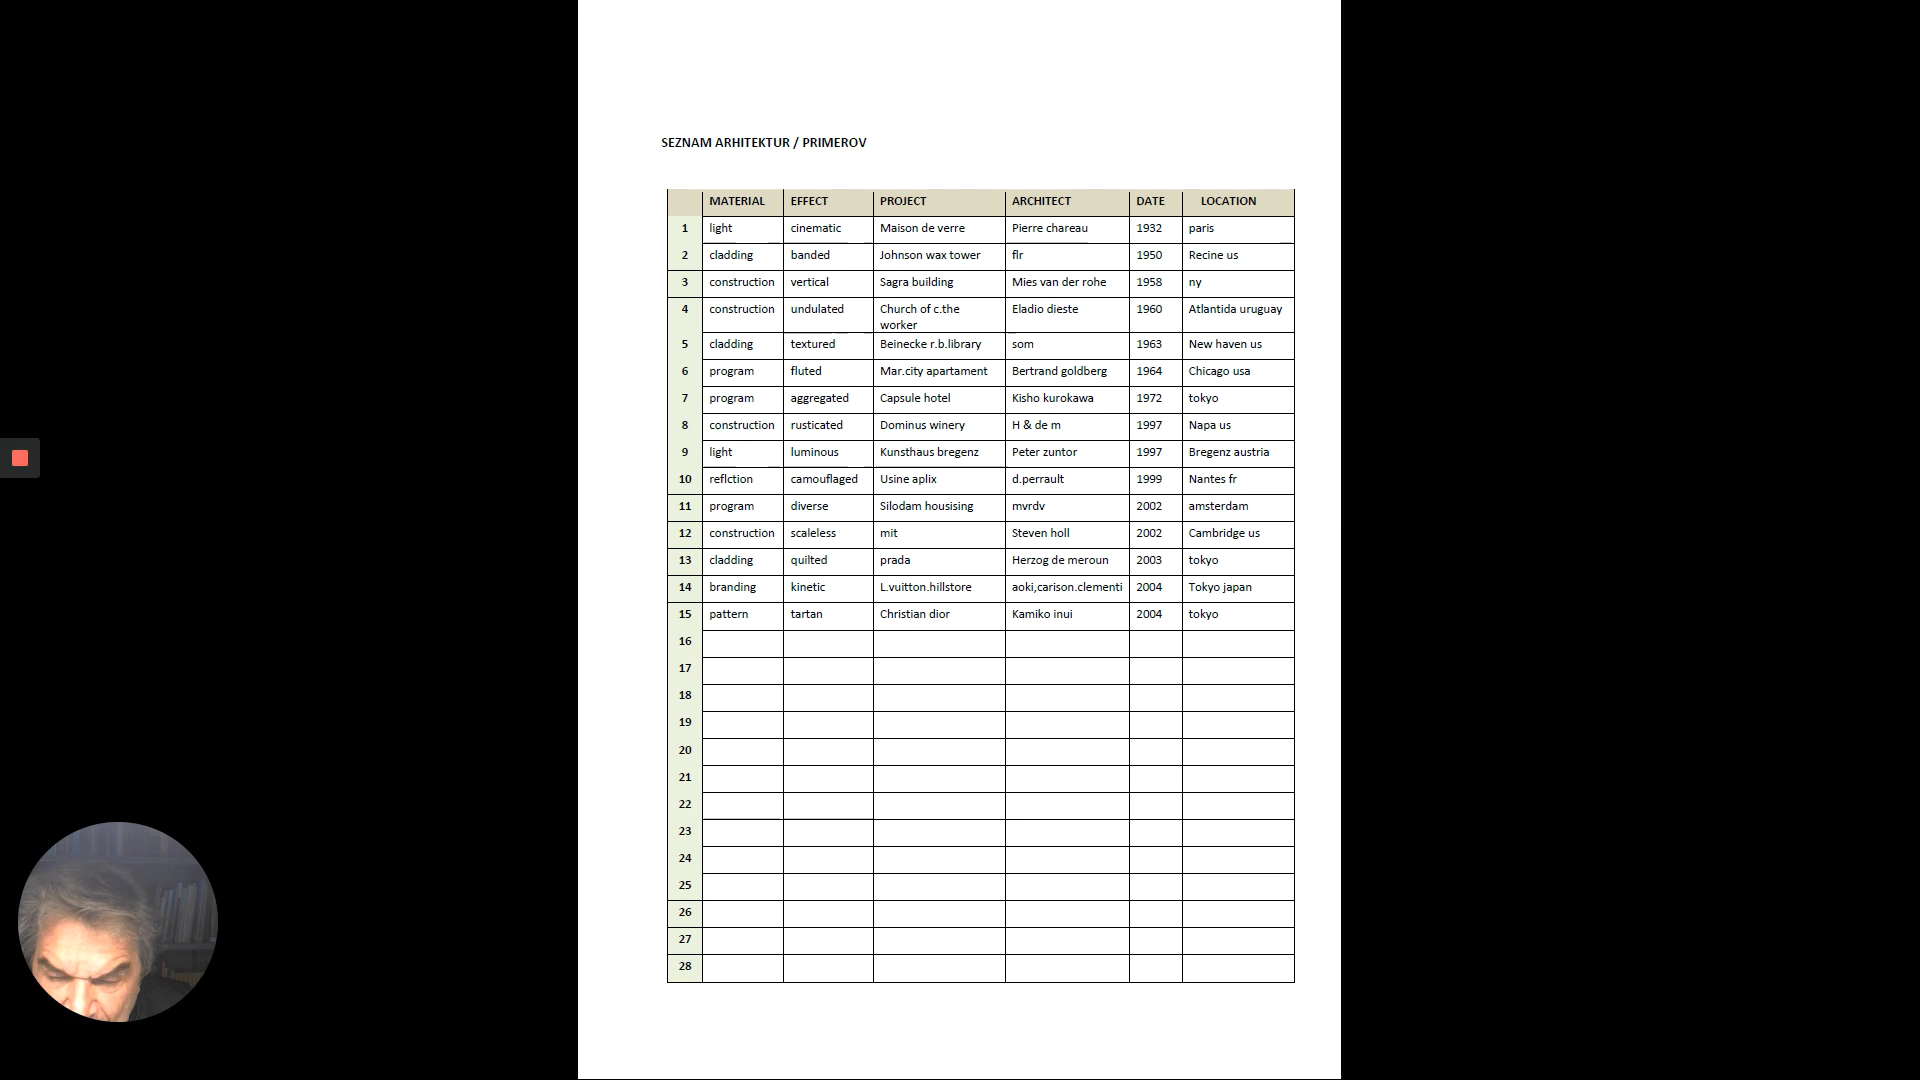 SEZNAM ARHITEKTUR / PRIMEROV
MATERIAL EFFECT PROJECT ARCHITECT DATE LOCATION
1 light cinematic Maison de verre Pierre chareau 1932 paris
2 cladding banded Johnson wax tower flr 1950 Recine us
3 construction vertical Sagra building Mies van der rohe 1958 ny
4 construction undulated Church of c.the Eladio dieste 1960 Atlantida uruguay
worker
5 cladding textured Beinecke r.b.library som 1963 New haven us
6 program fluted Mar.city apartament Bertrand goldberg 1964 Chicago usa
7 program aggregated Capsule hotel Kisho kurokawa 1972 tokyo
8 construction rusticated Dominus winery H & de m 1997 Napa us
9 light luminous Kunsthaus bregenz Peter zuntor 1997 Bregenz austria
10 reflction camouflaged Usine aplix d.perrault 1999 Nantes fr
11 program diverse Silodam housising mvrdv 2002 amsterdam
12 construction scaleless mit Steven holl 2002 Cambridge us
13 cladding quilted prada Herzog de meroun 2003 tokyo
14 branding kinetic L.vuitton.hillstore aoki,carison.clementi 2004 Tokyo japan
15 pattern tartan Christian dior Kamiko inui 2004 tokyo
16
17
18
19
20
21
22
23
24
25
26
27
28